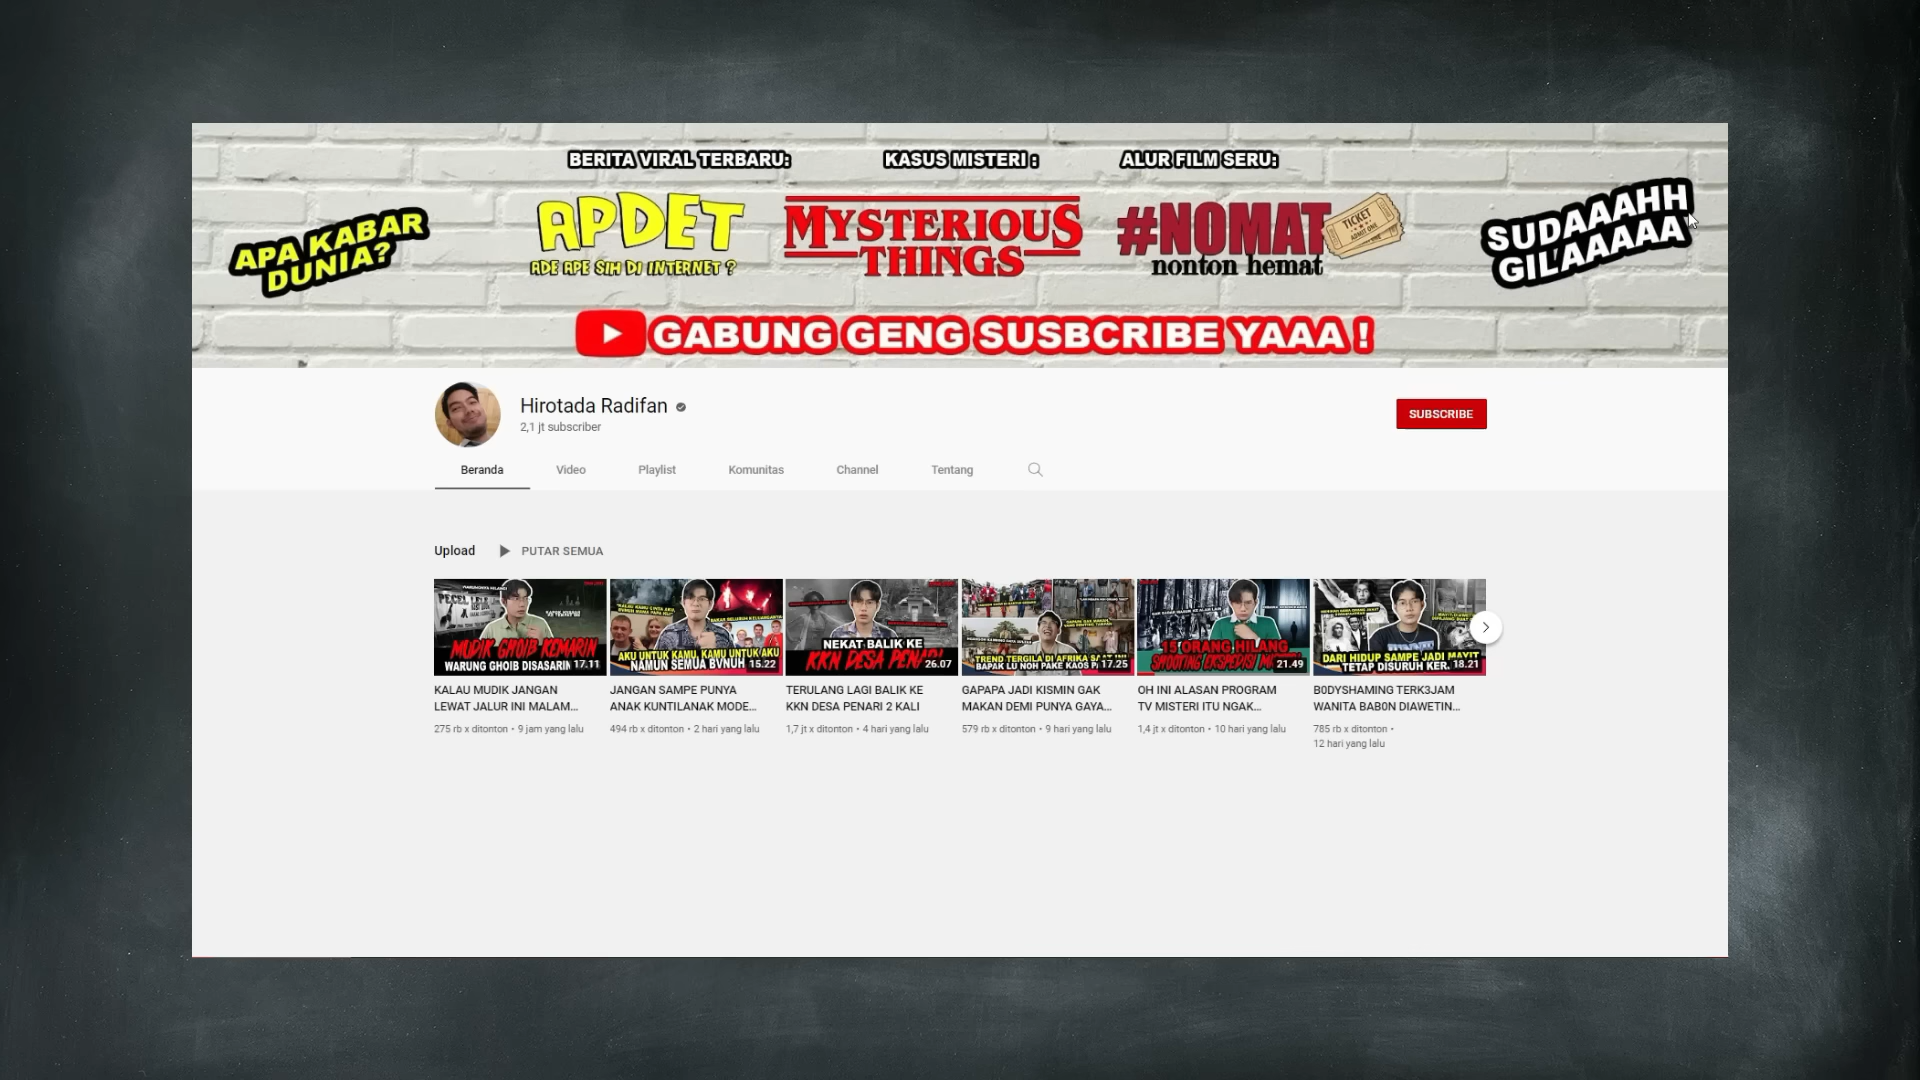 BERITA VIRAL TERBARU:
KASUS MISTERI :
ALUR FILM SERU:
APA KABAR
DUNIA?
APDET
ADE APE SIH DI INTERNET ?
MYSTERIOUS
THINGS
#NOMAT
nonton hemat
TICKET
ADMIT ONE
SUDAAAHH
GILAAAAA
GABUNG GENG SUSBCRIBE YAAA !
Hirotada Radifan
2,1 jt subscriber
SUBSCRIBE
Beranda
Video
Playlist
Komunitas
Channel
Tentang
Upload
PUTAR SEMUA
PECEL LELE
MUDIK GHOIB KEMARIN
WARUNG GHOIB DISASARIN
17.11
AKU UNTUK KAMU, KAMU UNTUK AKU
NAMUN SEMUA BVNUH
15.22
NEKAT BALIK KE
KKN DESA PENARI
26.07
TREND TERGILA DI AFRIKA SAAT INI
BAPAK LU NOH PAKE KAOS
17.25
15 ORANG HILANG
SHOOTING EKSPEDISI
21.49
DARI HIDUP SAMPE JADI MAYIT
TETAP DISURUH KER
18.21
KALAU MUDIK JANGAN
LEWAT JALUR INI MALAM...
275 rb x ditonton • 9 jam yang lalu
JANGAN SAMPE PUNYA
ANAK KUNTILANAK MODE...
494 rb x ditonton • 2 hari yang lalu
TERULANG LAGI BALIK KE
KKN DESA PENARI 2 KALI
1,7 jt x ditonton • 4 hari yang lalu
GAPAPA JADI KISMIN GAK
MAKAN DEMI PUNYA GAYA...
579 rb x ditonton • 9 hari yang lalu
OH INI ALASAN PROGRAM
TV MISTERI ITU NGAK...
1,4 jt x ditonton • 10 hari yang lalu
B0DYSHAMING TERK3JAM
WANITA BAB0N DIAWETIN...
785 rb x ditonton •
12 hari yang lalu